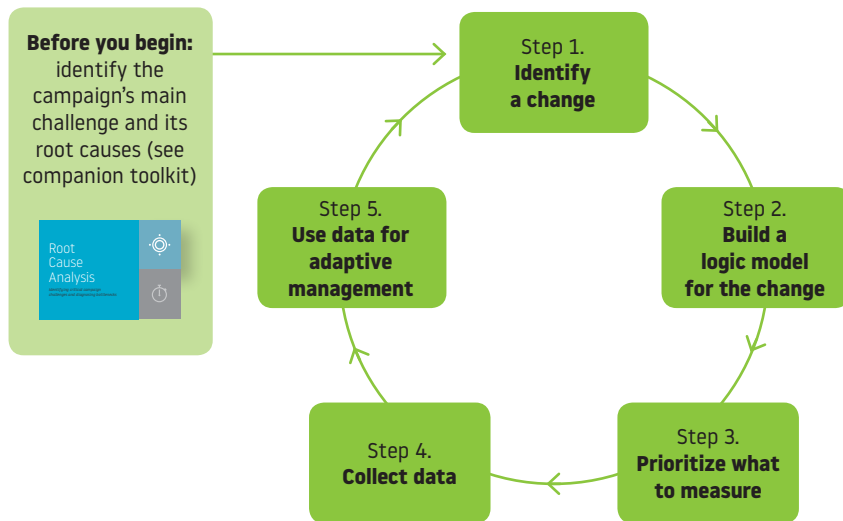 Before you begin:
identify the
campaign’s main
challenge and its
root causes (see
companion toolkit)
Root
Cause
Analysis
Step 1.
Identify
a change
Step 2.
Build a
logic model
for the change
Step 3.
Prioritize what
to measure
Step 4.
Collect data
Step 5.
Use data for
adaptive
management